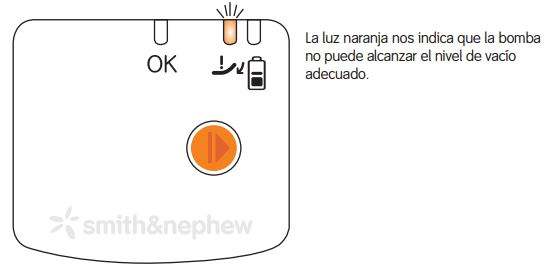 La luz naranja nos indica que la bomba
no puede alcanzar el nivel de vacío
adecuado.
OK
!
smith&nephew